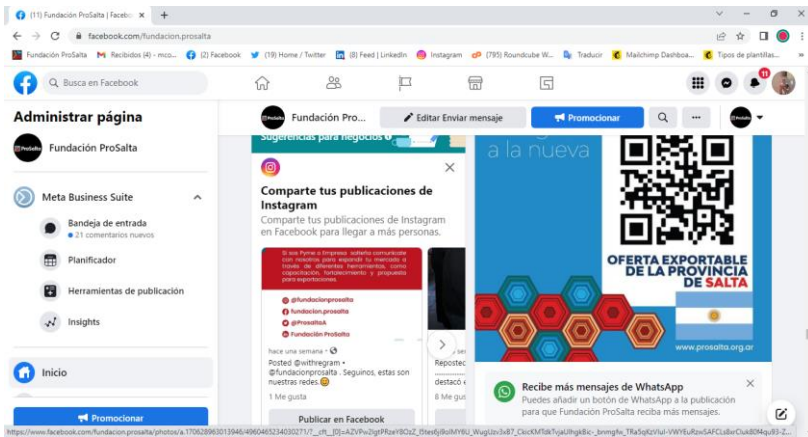 (11) Fundación ProSalta | Facebo
facebook.com/fundacion.prosalta
Fundación ProSalta
Recibidos (4) - mco...
(2) Facebook
(19) Home / Twitter
(8) Feed | LinkedIn
Instagram
(795) Roundcube W...
Traducir
Mailchimp Dashboa...
Tipos de plantillas...
Busca en Facebook
11
Administrar página
Fundación ProSalta
Meta Business Suite
Bandeja de entrada
21 comentarios nuevos
Planificador
Herramientas de publicación
Insights
Inicio
Promocionar
Fundación Pro...
Editar Enviar mensaje
Promocionar
Sugerencias para negocios
Comparte tus publicaciones de
Instagram
Comparte tus publicaciones de Instagram
en Facebook para llegar a más personas.
Si sos Pyme o Empresa salteña comunicate
con nosotros para expandir tu mercado a
través de diferentes herramientas, como
capacitación, fortalecimiento y propuesta
para exportaciones.
@fundacionprosalta
fundacion.prosalta
@ProsaltaA
Fundación ProSalta
hace una semana
Posted @withregram •
@fundacionprosalta . Seguinos, estas son
nuestras redes.
1 Me gusta
Publicar en Facebook
Repostec
destacó e
8 Me gus
a la nueva
OFERTA EXPORTABLE
DE LA PROVINCIA
DE SALTA
www.prosalta.org.ar
Recibe más mensajes de WhatsApp
Puedes añadir un botón de WhatsApp a la publicación
para que Fundación ProSalta reciba más mensajes.